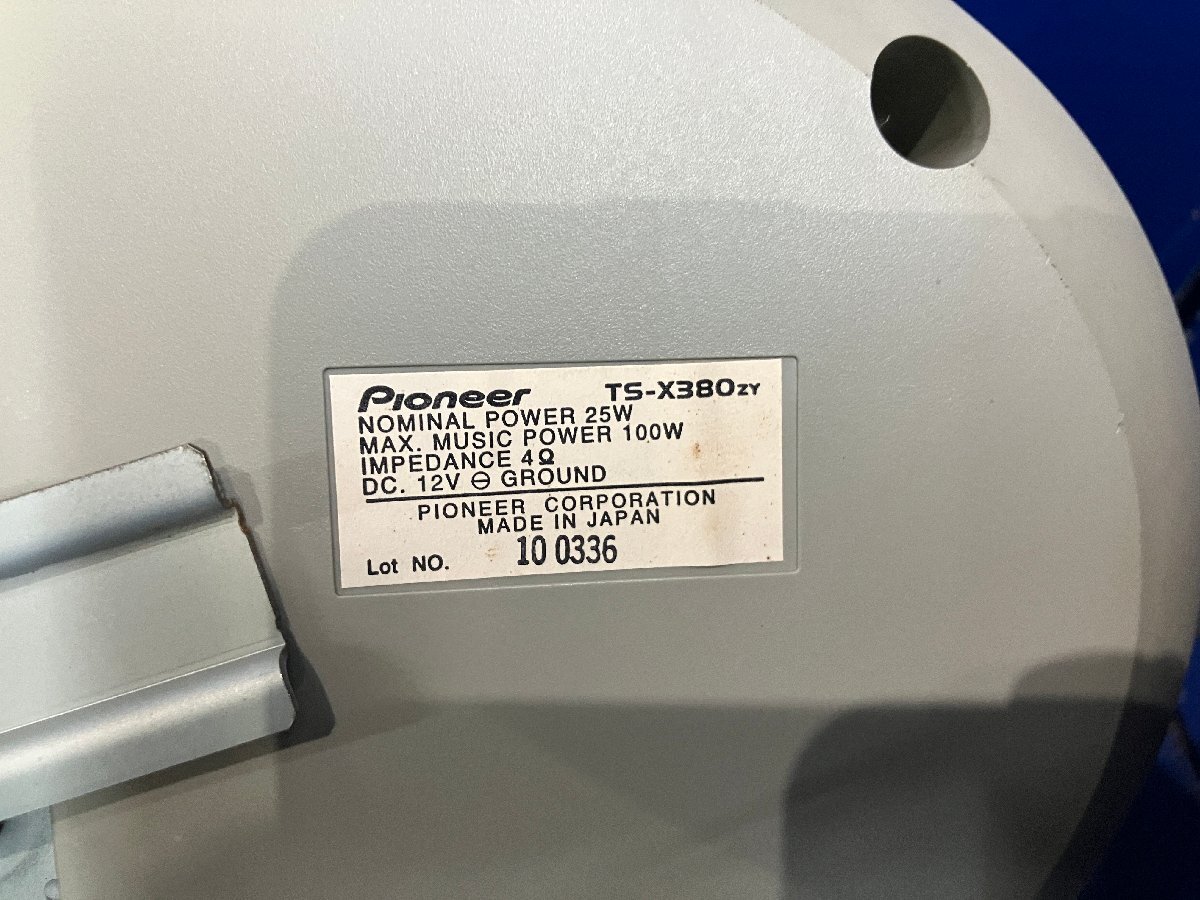 Pioneer TS-X380ZY
NOMINAL POWER 25W
MAX. MUSIC POWER 100W
IMPEDANCE 4Ω
DC. 12V ⊖ GROUND
PIONEER CORPORATION
MADE IN JAPAN
Lot NO. 10 0336